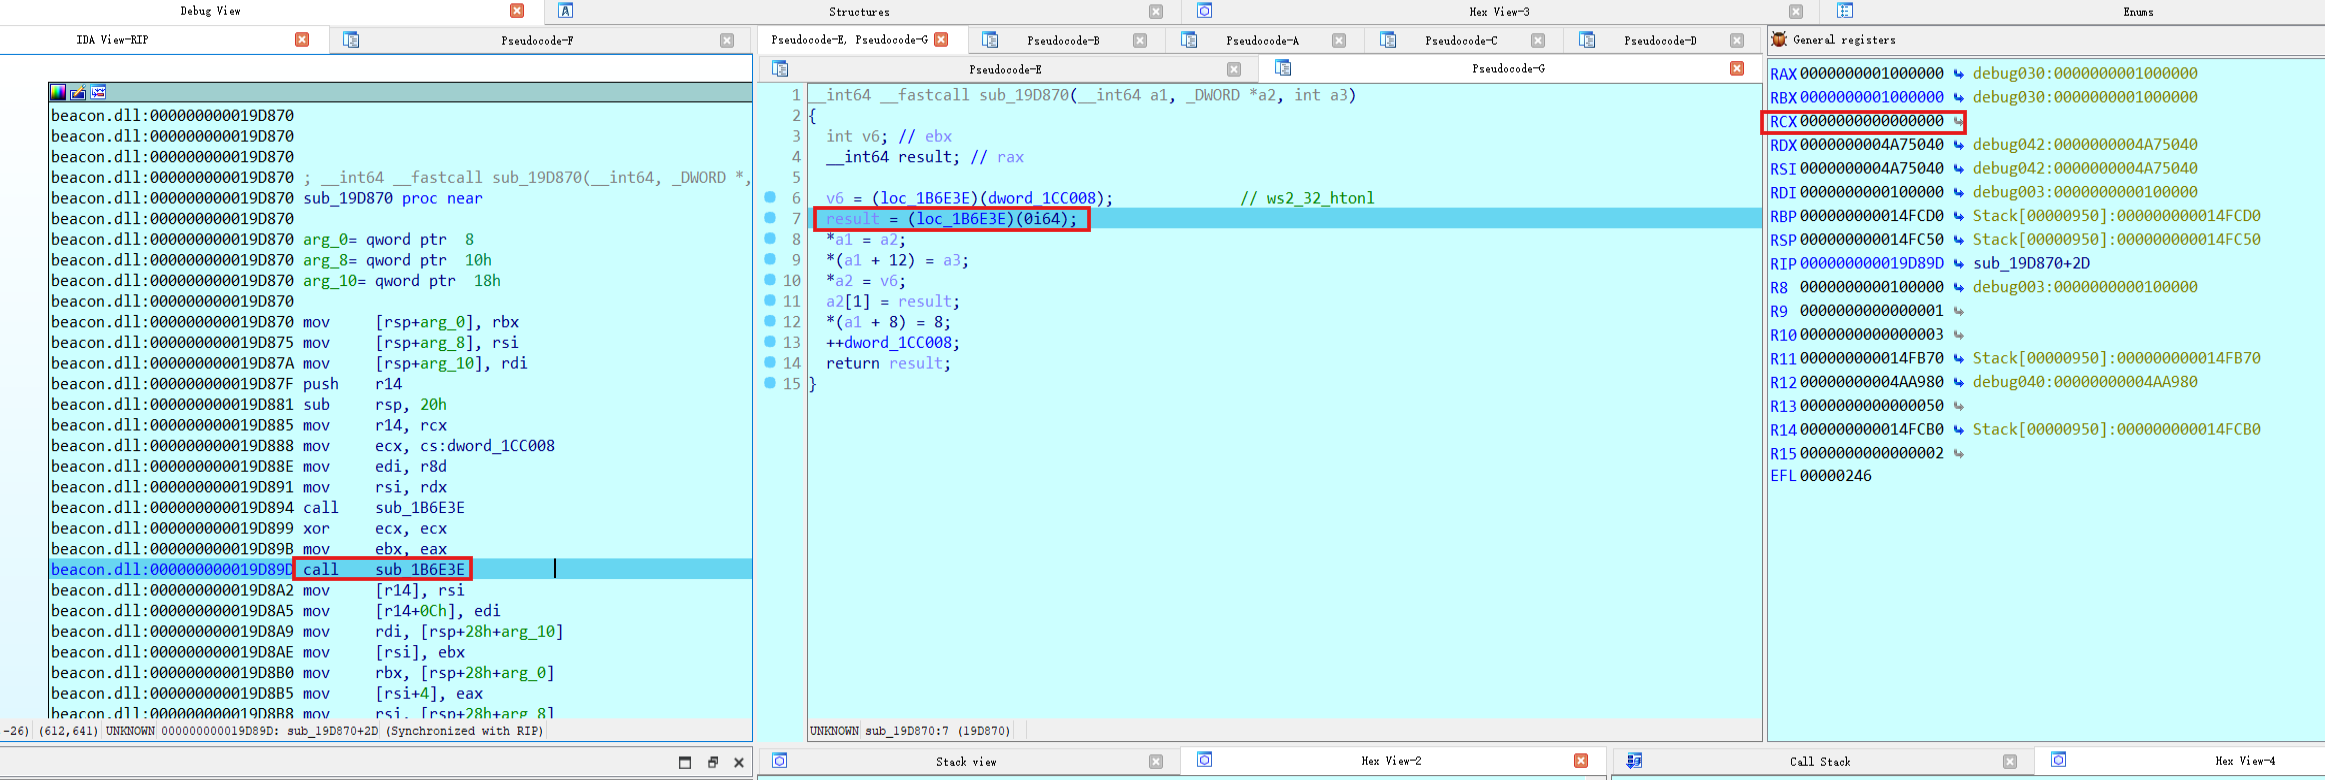 Debug View
Structures
Hex View-3
Enums
IDA View-RIP
Pseudocode-F
Pseudocode-E, Pseudocode-G
Pseudocode-B
Pseudocode-A
Pseudocode-C
Pseudocode-D
General registers
Pseudocode-E
Pseudocode-G
beacon.dll:000000000019D870
beacon.dll:000000000019D870
beacon.dll:000000000019D870
beacon.dll:000000000019D870 ; __int64 __fastcall sub_19D870(__int64, _DWORD *,
beacon.dll:000000000019D870 sub_19D870 proc near
beacon.dll:000000000019D870
beacon.dll:000000000019D870 arg_0= qword ptr  8
beacon.dll:000000000019D870 arg_8= qword ptr  10h
beacon.dll:000000000019D870 arg_10= qword ptr  18h
beacon.dll:000000000019D870
beacon.dll:000000000019D870 mov     [rsp+arg_0], rbx
beacon.dll:000000000019D875 mov     [rsp+arg_8], rsi
beacon.dll:000000000019D87A mov     [rsp+arg_10], rdi
beacon.dll:000000000019D87F push    r14
beacon.dll:000000000019D881 sub     rsp, 20h
beacon.dll:000000000019D885 mov     r14, rcx
beacon.dll:000000000019D888 mov     ecx, cs:dword_1CC008
beacon.dll:000000000019D88E mov     edi, r8d
beacon.dll:000000000019D891 mov     rsi, rdx
beacon.dll:000000000019D894 call    sub_1B6E3E
beacon.dll:000000000019D899 xor     ecx, ecx
beacon.dll:000000000019D89B mov     ebx, eax
beacon.dll:000000000019D89D call    sub_1B6E3E
beacon.dll:000000000019D8A2 mov     [r14], rsi
beacon.dll:000000000019D8A5 mov     [r14+0Ch], edi
beacon.dll:000000000019D8A9 mov     rdi, [rsp+28h+arg_10]
beacon.dll:000000000019D8AE mov     [rsi], ebx
beacon.dll:000000000019D8B0 mov     rbx, [rsp+28h+arg_0]
beacon.dll:000000000019D8B5 mov     [rsi+4], eax
beacon.dll:000000000019D8B8 mov     rsi, [rsp+28h+arg_8]
-26) (612,641) UNKNOWN 000000000019D89D: sub_19D870+2D (Synchronized with RIP)
1 __int64 __fastcall sub_19D870(__int64 a1, _DWORD *a2, int a3)
2 {
3   int v6; // ebx
4   __int64 result; // rax
5
6   v6 = (loc_1B6E3E)(dword_1CC008);               // ws2_32_htonl
7   result = (loc_1B6E3E)(0i64);
8   *a1 = a2;
9   *(a1 + 12) = a3;
10   *a2 = v6;
11   a2[1] = result;
12   *(a1 + 8) = 8;
13   ++dword_1CC008;
14   return result;
15 }
UNKNOWN sub_19D870:7 (19D870)
RAX 0000000001000000 debug030:0000000001000000
RBX 0000000001000000 debug030:0000000001000000
RCX 0000000000000000
RDX 0000000004A75040 debug042:0000000004A75040
RSI 0000000004A75040 debug042:0000000004A75040
RDI 0000000000100000 debug003:0000000000100000
RBP 000000000014FCD0 Stack[00000950]:000000000014FCD0
RSP 000000000014FC50 Stack[00000950]:000000000014FC50
RIP 000000000019D89D sub_19D870+2D
R8 0000000000100000 debug003:0000000000100000
R9 0000000000000001
R10 0000000000000003
R11 000000000014FB70 Stack[00000950]:000000000014FB70
R12 00000000004AA980 debug040:00000000004AA980
R13 0000000000000050
R14 000000000014FCB0 Stack[00000950]:000000000014FCB0
R15 0000000000000002
EFL 00000246
Stack view
Hex View-2
Call Stack
Hex View-4